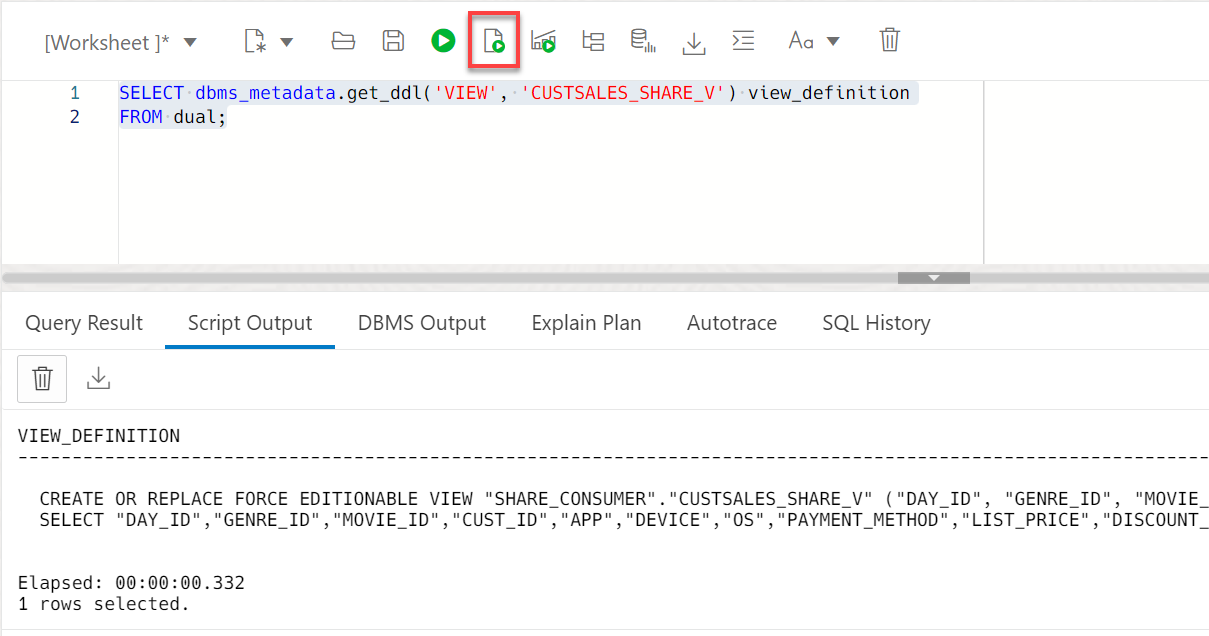 [Worksheet ]*
Aa
1 SELECT dbms_metadata.get_ddl('VIEW', 'CUSTSALES_SHARE_V') view_definition
2 FROM dual;
Query Result Script Output DBMS Output Explain Plan Autotrace SQL History
VIEW_DEFINITION
--------------------------------------------------------------------------------------------------------------
CREATE OR REPLACE FORCE EDITIONABLE VIEW "SHARE_CONSUMER"."CUSTSALES_SHARE_V" ("DAY_ID", "GENRE_ID", "MOVIE_
SELECT "DAY_ID","GENRE_ID","MOVIE_ID","CUST_ID","APP","DEVICE","OS","PAYMENT_METHOD","LIST_PRICE","DISCOUNT_
Elapsed: 00:00:00.332
1 rows selected.